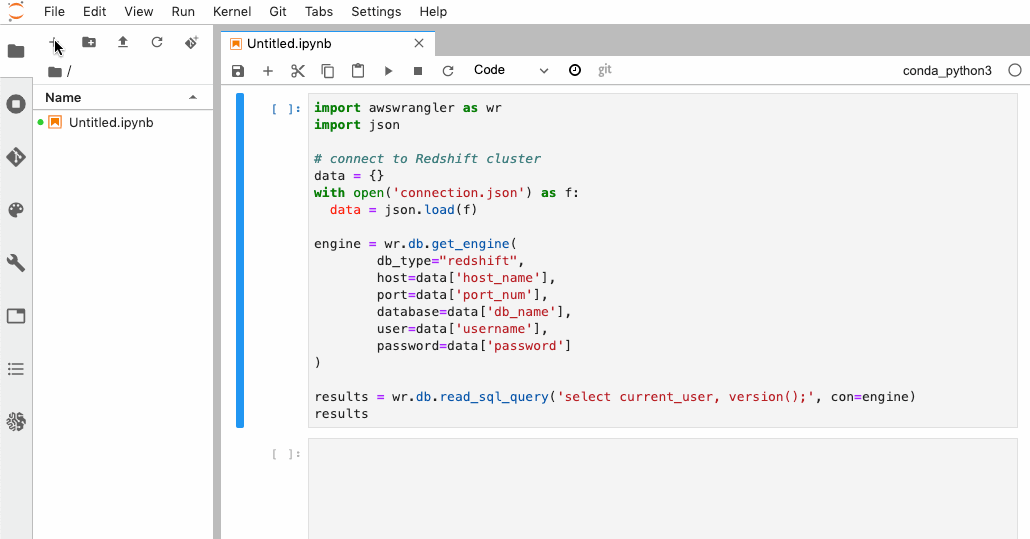 File Edit View Run Kernel Git Tabs Settings Help
Untitled.ipynb
Code git conda_python3
/
Name
Untitled.ipynb
[ ]: import awswrangler as wr
import json
# connect to Redshift cluster
data = {}
with open('connection.json') as f:
  data = json.load(f)
engine = wr.db.get_engine(
        db_type="redshift",
        host=data['host_name'],
        port=data['port_num'],
        database=data['db_name'],
        user=data['username'],
        password=data['password']
)
results = wr.db.read_sql_query('select current_user, version();', con=engine)
results
[ ]: